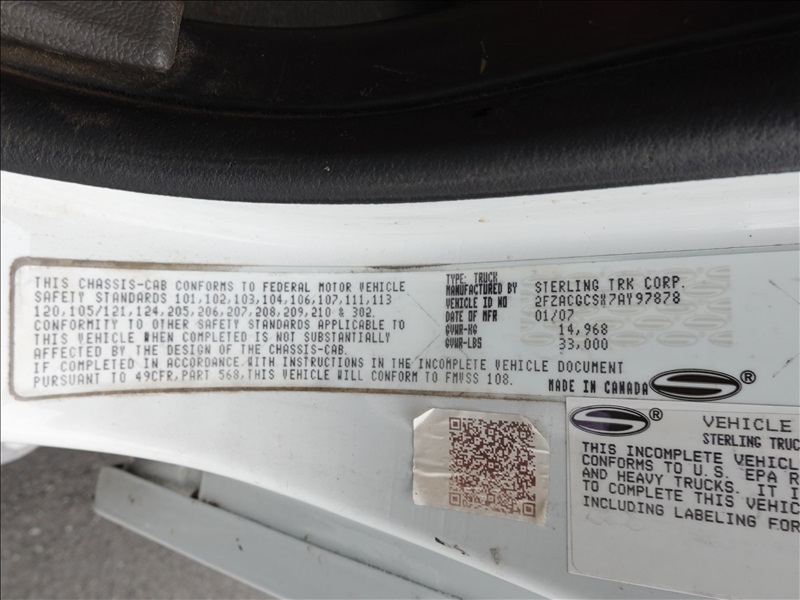 THIS CHASSIS-CAB CONFORMS TO FEDERAL MOTOR VEHICLE
SAFETY STANDARDS 101,102,103,104,106,107,111,113
120,105/121,124,205,206,207,208,209,210 & 302.
CONFORMITY TO OTHER SAFETY STANDARDS APPLICABLE TO
THIS VEHICLE WHEN COMPLETED IS NOT SUBSTANTIALLY
AFFECTED BY THE DESIGN OF THE CHASSIS-CAB.
IF COMPLETED IN ACCORDANCE WITH INSTRUCTIONS IN THE INCOMPLETE VEHICLE DOCUMENT
PURSUANT TO 49CFR,PART 568,THIS VEHICLE WILL CONFORM TO FMVSS 108.
TYPE: TRUCK
MANUFACTURED BY STERLING TRK CORP.
VEHICLE ID 2FZACGCSX7AY97878
DATE OF MFR 01/07
GVWR-KG 14,968
GVWR-LBS 33,000
MADE IN CANADA ®
® VEHICLE
STERLING TRUC
THIS INCOMPLETE VEHICL
CONFORMS TO U.S. EPA R
AND HEAVY TRUCKS. IT I
TO COMPLETE THIS VEHIC
INCLUDING LABELING FOR